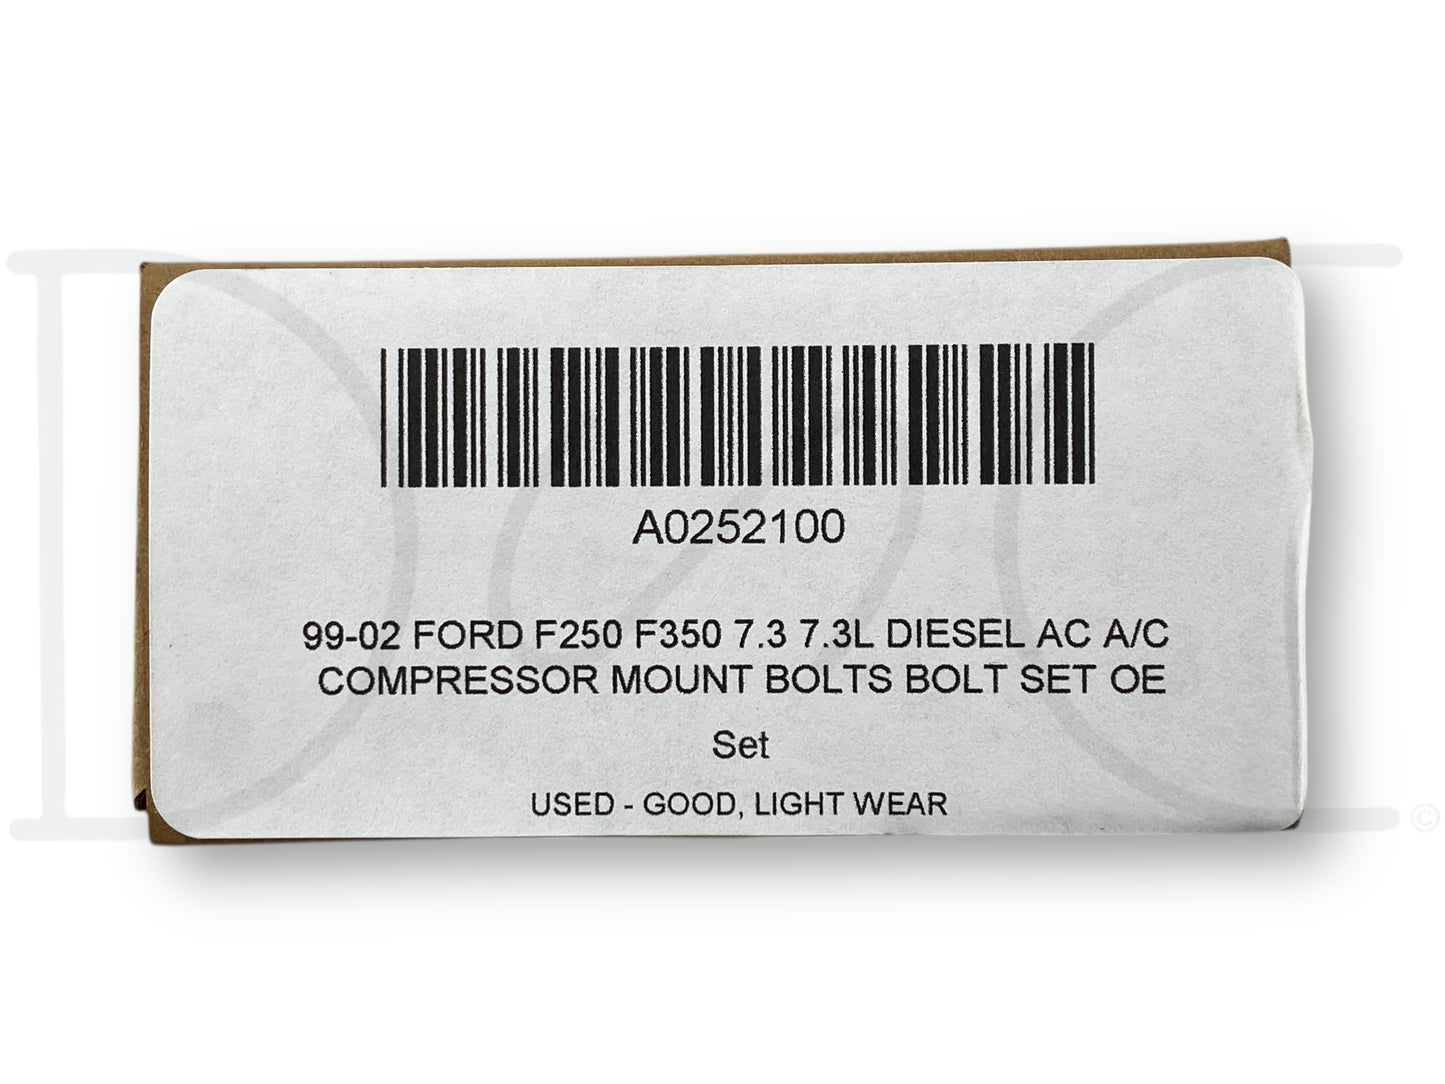 A0252100
99-02 FORD F250 F350 7.3 7.3L DIESEL AC A/C
COMPRESSOR MOUNT BOLTS BOLT SET OE
Set
USED - GOOD, LIGHT WEAR
©